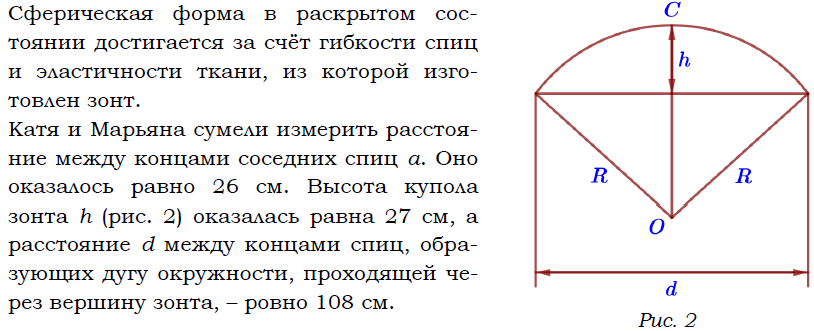 Сферическая форма в раскрытом сос-
тоянии достигается за счёт гибкости спиц
и эластичности ткани, из которой изго-
товлен зонт.
Катя и Марьяна сумели измерить расстоя-
ние между концами соседних спиц a. Оно
оказалось равно 26 см. Высота купола
зонта h (рис. 2) оказалась равна 27 см, а
расстояние d между концами спиц, обра-
зующих дугу окружности, проходящей че-
рез вершину зонта, – ровно 108 см.
C
h
R R
O
d
Рис. 2